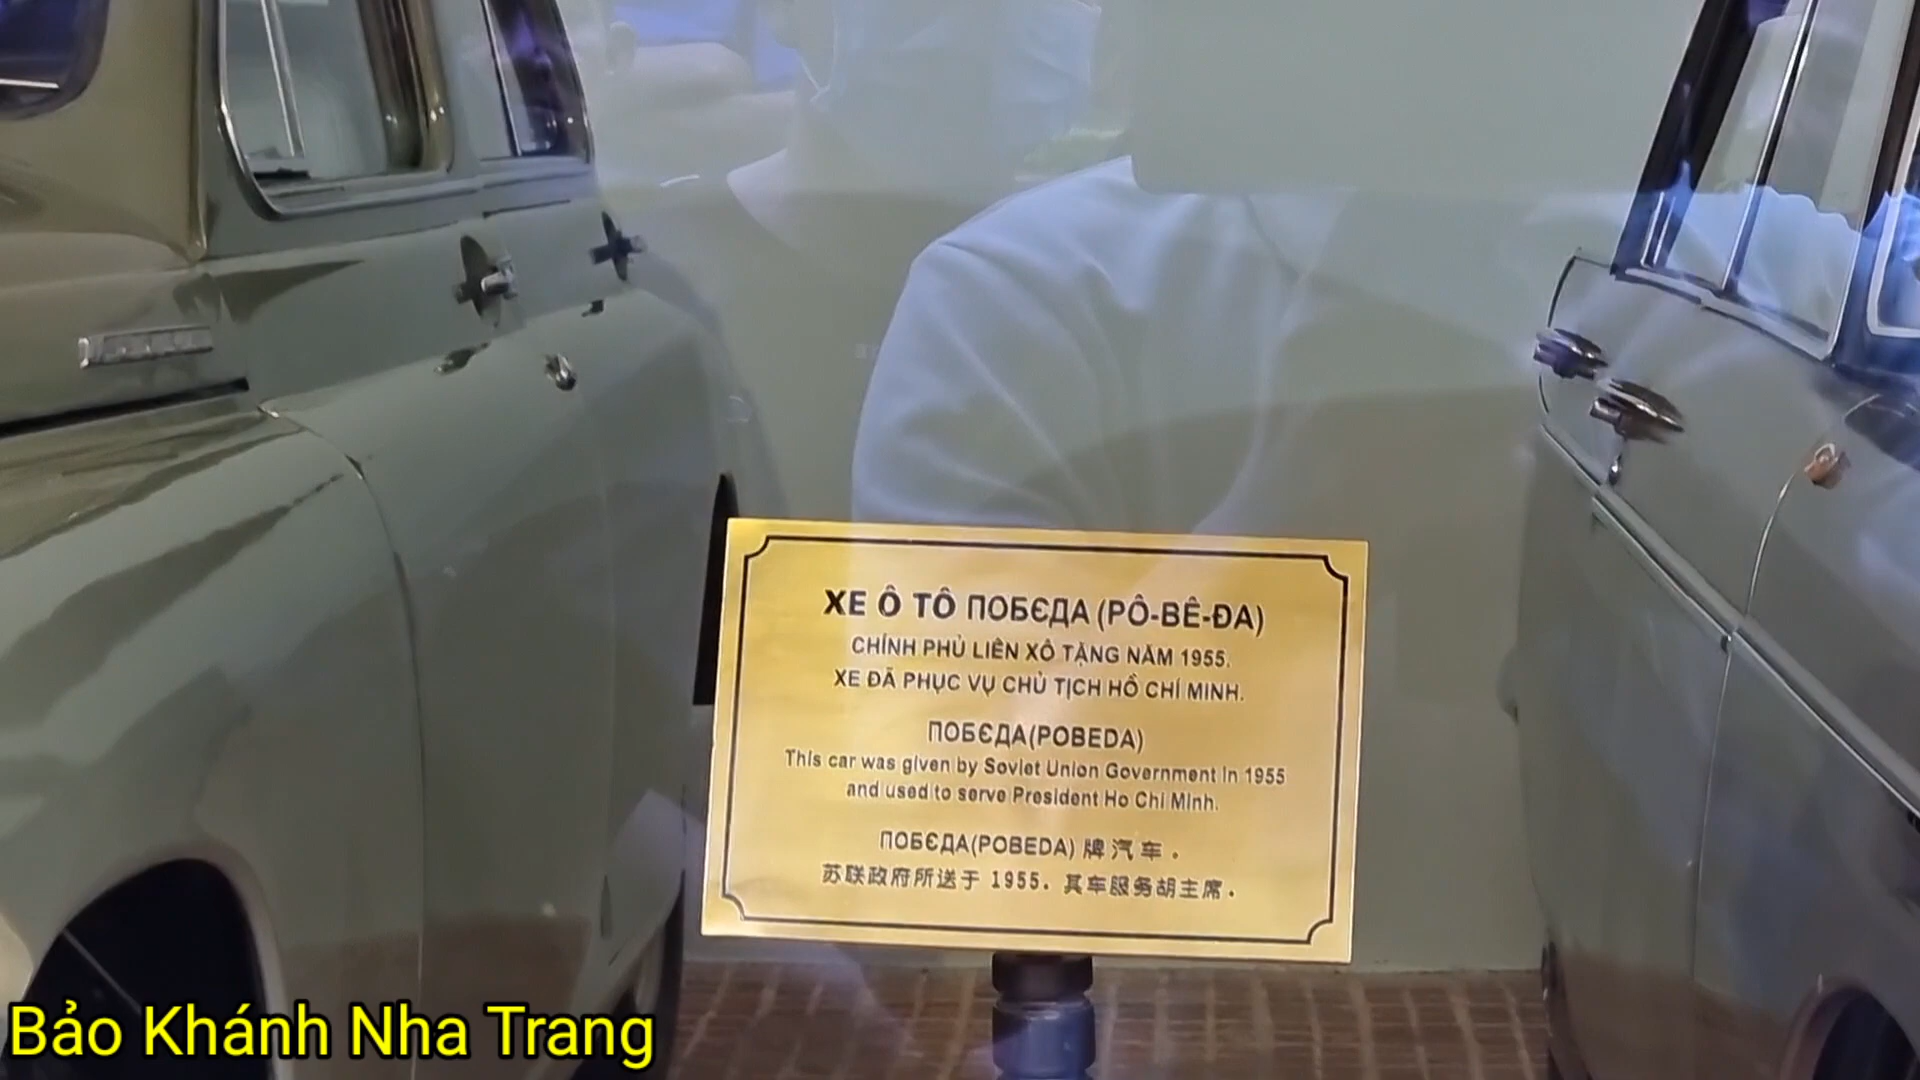 XE Ô TÔ ПОБЄДА (PÔ-BÊ-ĐA)
CHÍNH PHỦ LIÊN XÔ TẶNG NĂM 1955.
XE ĐÃ PHỤC VỤ CHỦ TỊCH HỒ CHÍ MINH.
ПОБЄДА(POBEDA)
This car was given by Soviet Union Government in 1955
and used to serve President Ho Chi Minh.
ПОБЄДА(POBEDA) 牌汽车.
苏联政府所送于 1955. 其车服务胡主席.
Bảo Khánh Nha Trang